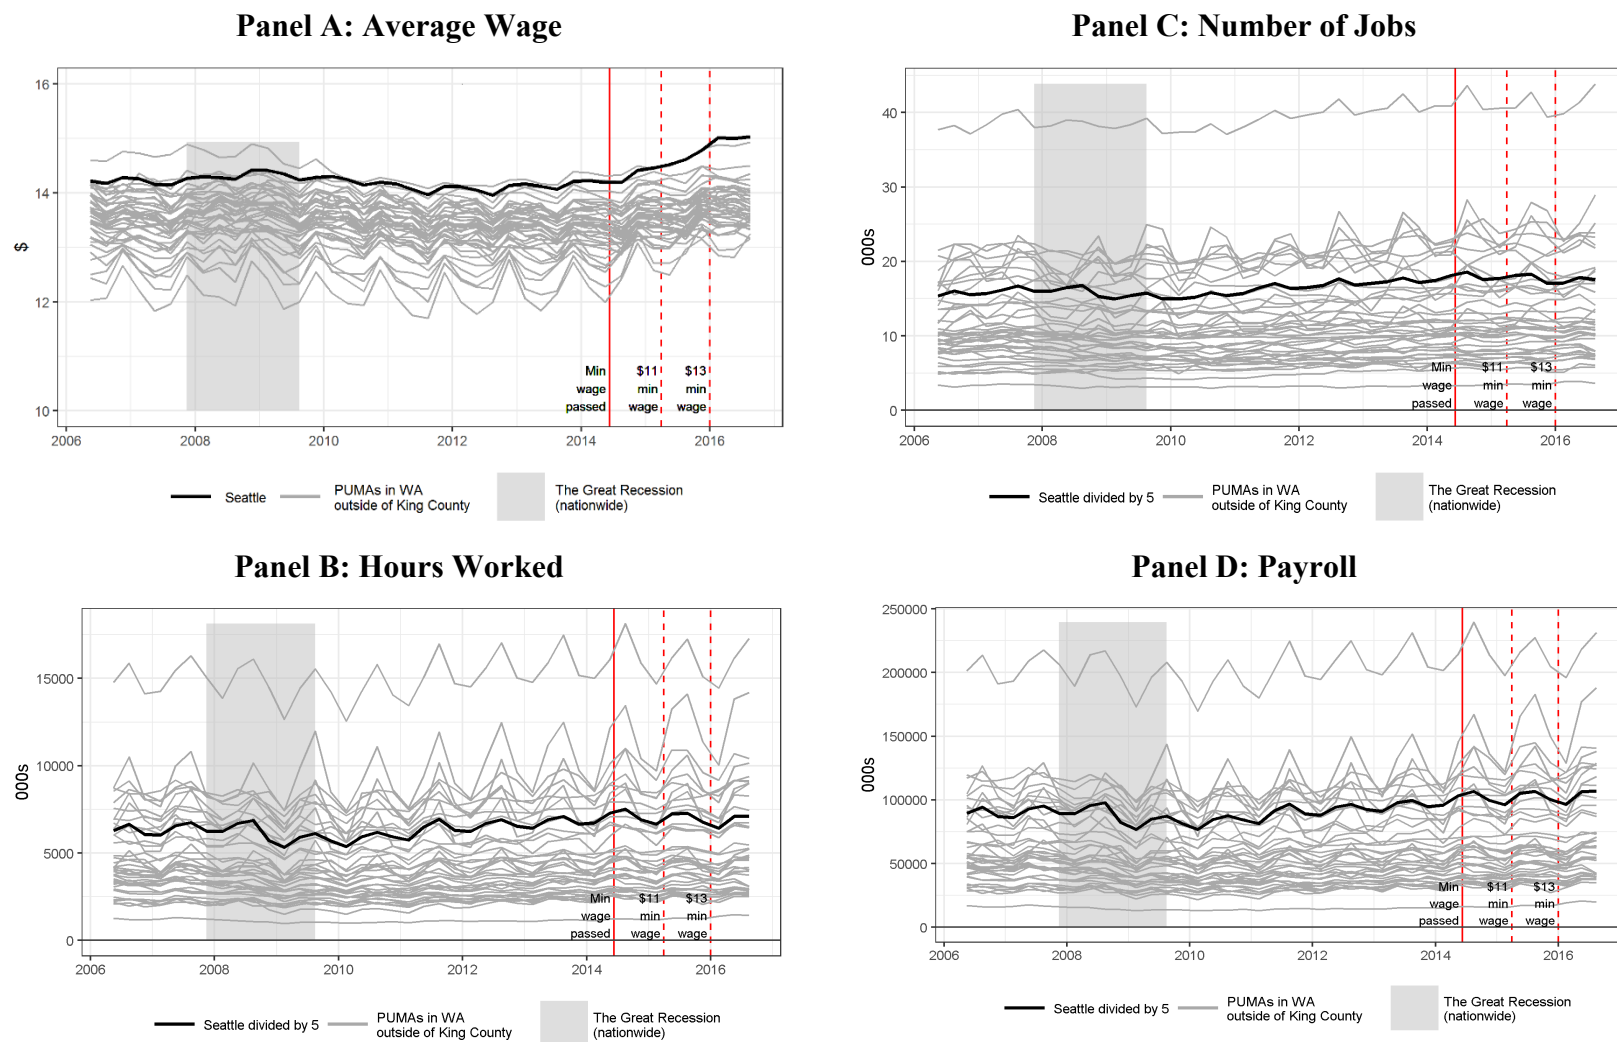 Panel A: Average Wage
16
14
$
12
10
Min
wage
passed
$11
min
wage
$13
min
wage
2006
2008
2010
2012
2014
2016
Seattle
PUMAs in WA
outside of King County
The Great Recession
(nationwide)
Panel C: Number of Jobs
40
30
20
10
0
000s
Min
wage
passed
$11
min
wage
$13
min
wage
2006
2008
2010
2012
2014
2016
Seattle divided by 5
PUMAs in WA
outside of King County
The Great Recession
(nationwide)
Panel B: Hours Worked
15000
10000
5000
0
000s
Min
wage
passed
$11
min
wage
$13
min
wage
2006
2008
2010
2012
2014
2016
Seattle divided by 5
PUMAs in WA
outside of King County
The Great Recession
(nationwide)
Panel D: Payroll
250000
200000
150000
100000
50000
0
000s
Min
wage
passed
$11
min
wage
$13
min
wage
2006
2008
2010
2012
2014
2016
Seattle divided by 5
PUMAs in WA
outside of King County
The Great Recession
(nationwide)